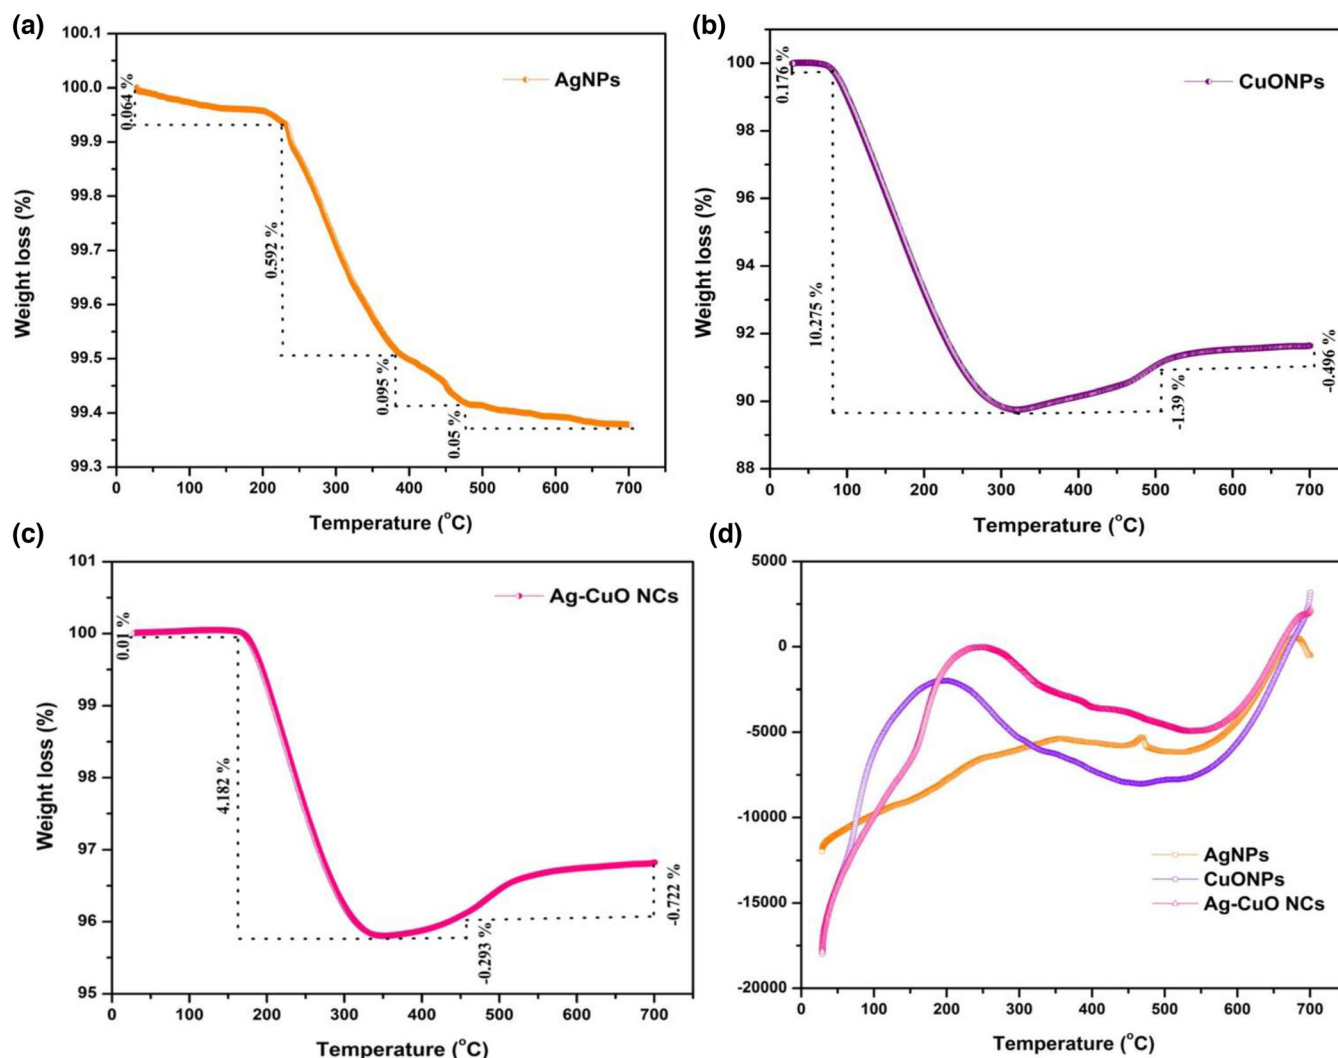 (a)
100.1
100.0
99.9
99.8
99.7
99.6
99.5
99.4
99.3
Weight loss (%)
0.064 %
0.592 %
0.095 %
0.05 %
AgNPs
0 100 200 300 400 500 600 700
Temperature (°C)
(b)
100
98
96
94
92
90
88
Weight loss (%)
0.176 %
10.275 %
-1.39 %
-0.496 %
CuONPs
0 100 200 300 400 500 600 700
Temperature (°C)
(c)
101
100
99
98
97
96
95
Weight loss (%)
0.01 %
4.182 %
-0.293 %
-0.722 %
Ag-CuO NCs
0 100 200 300 400 500 600 700
Temperature (°C)
(d)
5000
0
-5000
-10000
-15000
-20000
AgNPs
CuONPs
Ag-CuO NCs
0 100 200 300 400 500 600 700
Temperature (°C)